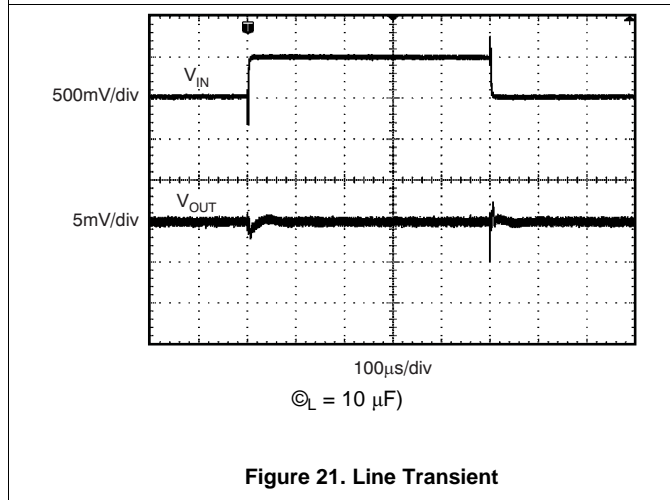 V_IN
500mV/div
V_OUT
5mV/div
100μs/div
©_L = 10 μF)
Figure 21. Line Transient